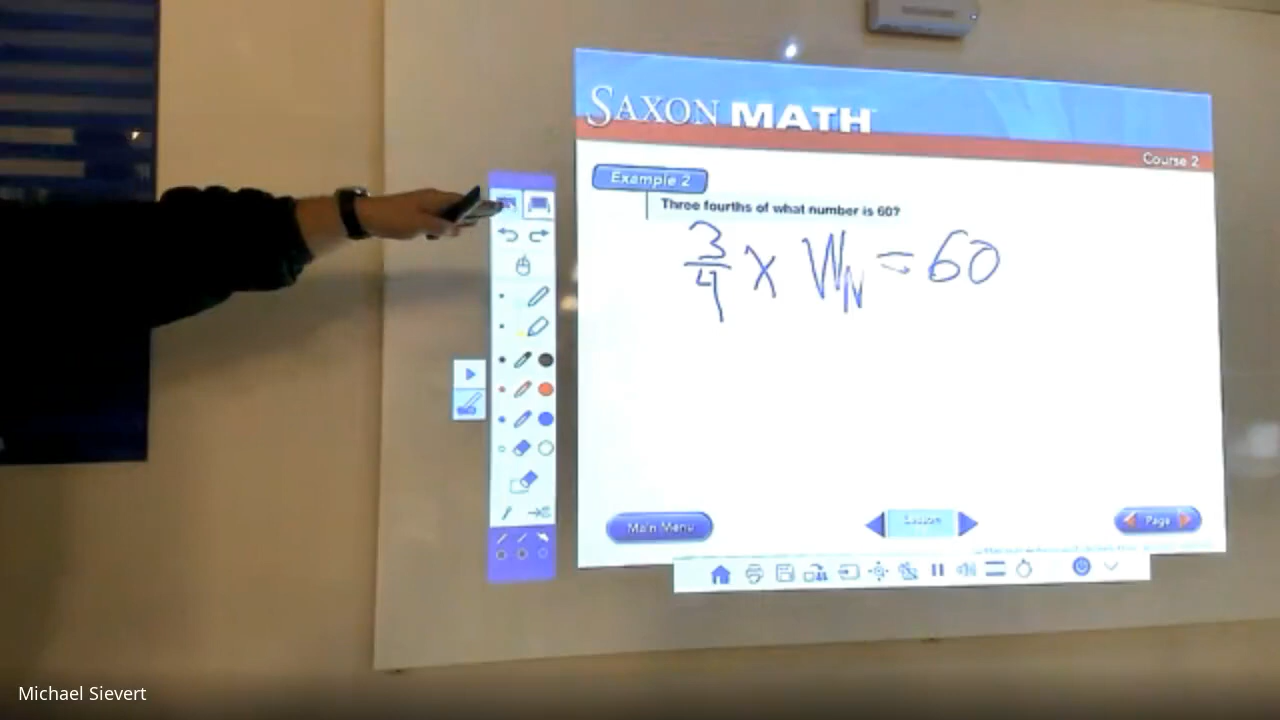 SAXON MATH
Course 2
Example 2
Three fourths of what number is 60?
3/4 x W_N = 60
Main Menu
Lesson
Page
Michael Sievert